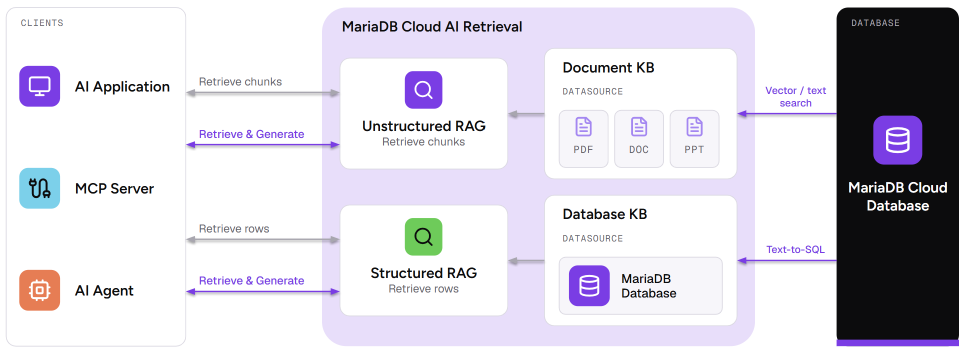 CLIENTS
AI Application
MCP Server
AI Agent
Retrieve chunks
Retrieve & Generate
Retrieve rows
Retrieve & Generate
MariaDB Cloud AI Retrieval
Unstructured RAG
Retrieve chunks
Structured RAG
Retrieve rows
Document KB
DATASOURCE
PDF
DOC
PPT
Database KB
DATASOURCE
MariaDB
Database
Vector / text
search
Text-to-SQL
DATABASE
MariaDB Cloud
Database